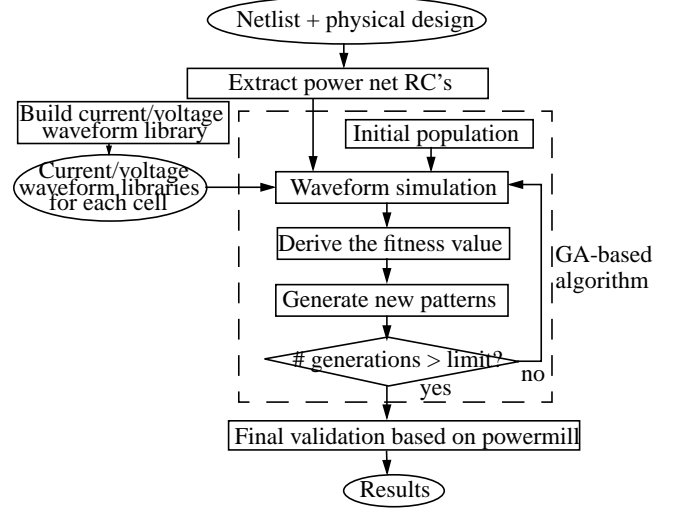 Netlist + physical design
Extract power net RC's
Build current/voltage
waveform library
Initial population
Current/voltage
waveform libraries
for each cell
Waveform simulation
Derive the fitness value
GA-based
algorithm
Generate new patterns
# generations > limit?
no
yes
Final validation based on powermill
Results